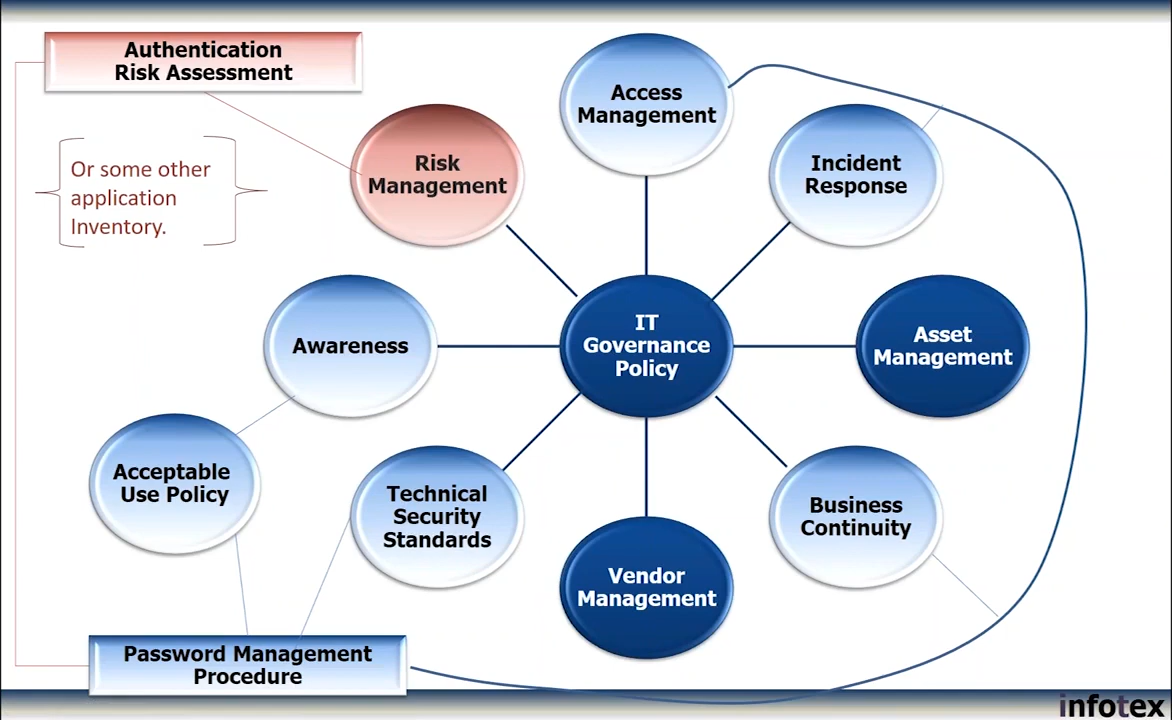 Authentication
Risk Assessment
Access
Management
Risk
Management
Incident
Response
Or some other
application
Inventory.
IT
Governance
Policy
Awareness
Asset
Management
Acceptable
Use Policy
Technical
Security
Standards
Business
Continuity
Vendor
Management
Password Management
Procedure
infotex